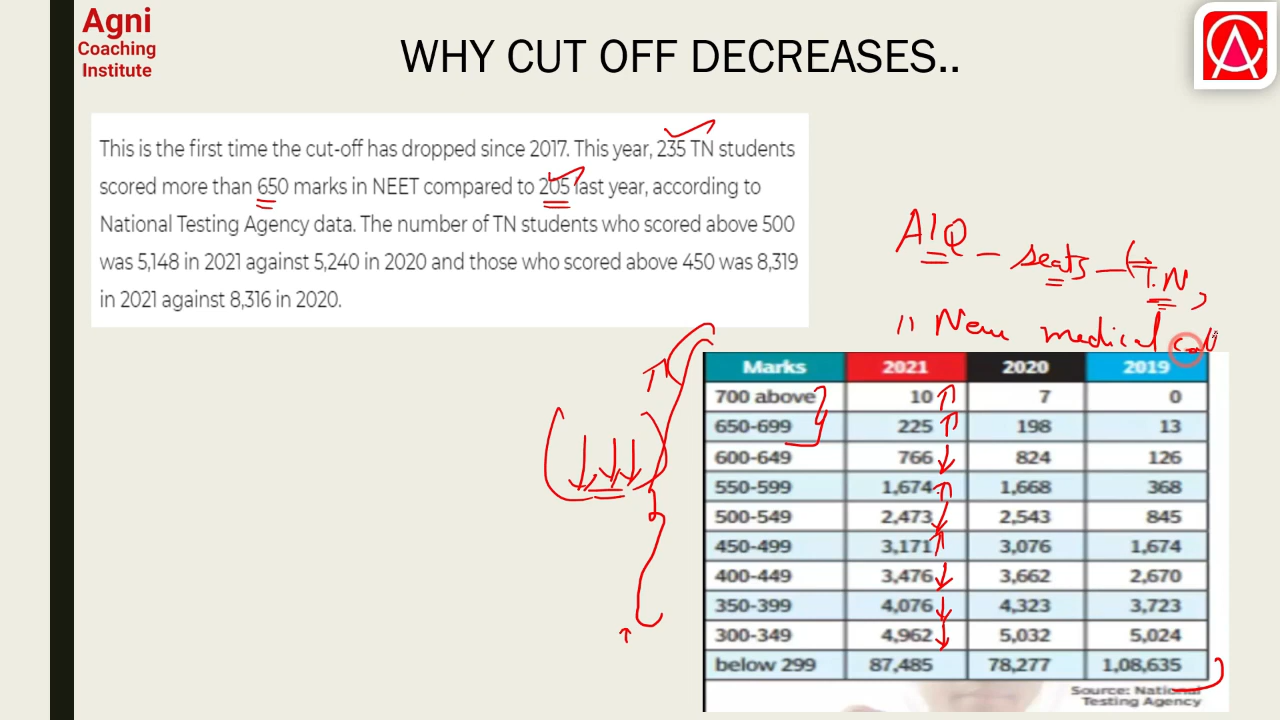 Agni
Coaching
Institute
WHY CUT OFF DECREASES..
This is the first time the cut-off has dropped since 2017. This year, 235 TN students
scored more than 650 marks in NEET compared to 205 last year, according to
National Testing Agency data. The number of TN students who scored above 500
was 5,148 in 2021 against 5,240 in 2020 and those who scored above 450 was 8,319
in 2021 against 8,316 in 2020.
AIQ - seats - (T.N,
11 New medical
Marks 2021 2020 2019
700 above 10 7 0
650-699 225 198 13
600-649 766 824 126
550-599 1,674 1,668 368
500-549 2,473 2,543 845
450-499 3,171 3,076 1,674
400-449 3,476 3,662 2,670
350-399 4,076 4,323 3,723
300-349 4,962 5,032 5,024
below 299 87,485 78,277 1,08,635
Source: National
Testing Agency